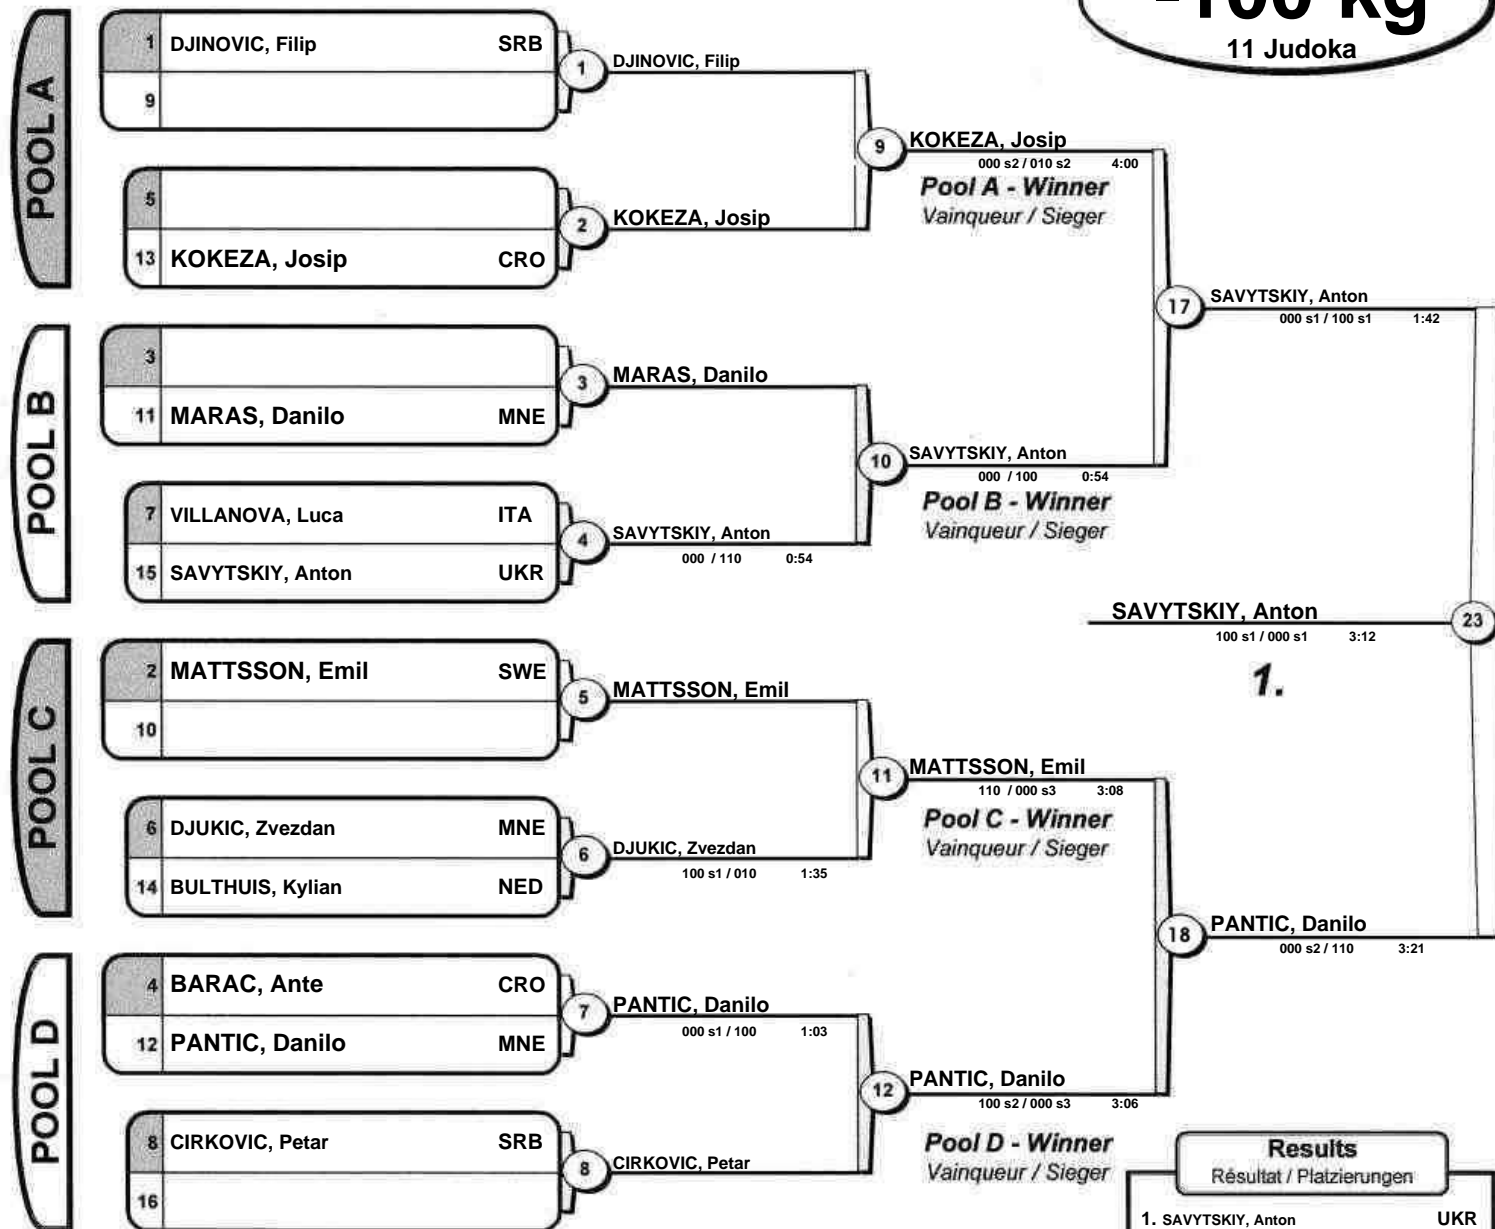 -100 kg
11 Judoka
POOL A
1 DJINOVIC, Filip SRB
9
1 DJINOVIC, Filip
5
13 KOKEZA, Josip CRO
2 KOKEZA, Josip
9 KOKEZA, Josip
000 s2 / 010 s2 4:00
Pool A - Winner
Vainqueur / Sieger
POOL B
3
11 MARAS, Danilo MNE
3 MARAS, Danilo
7 VILLANOVA, Luca ITA
15 SAVYTSKIY, Anton UKR
4 SAVYTSKIY, Anton
000 / 110 0:54
10 SAVYTSKIY, Anton
000 / 100 0:54
Pool B - Winner
Vainqueur / Sieger
17 SAVYTSKIY, Anton
000 s1 / 100 s1 1:42
SAVYTSKIY, Anton 23
100 s1 / 000 s1 3:12
1.
POOL C
2 MATTSSON, Emil SWE
10
5 MATTSSON, Emil
6 DJUKIC, Zvezdan MNE
14 BULTHUIS, Kylian NED
6 DJUKIC, Zvezdan
100 s1 / 010 1:35
11 MATTSSON, Emil
110 / 000 s3 3:08
Pool C - Winner
Vainqueur / Sieger
POOL D
4 BARAC, Ante CRO
12 PANTIC, Danilo MNE
7 PANTIC, Danilo
000 s1 / 100 1:03
8 CIRKOVIC, Petar SRB
16
8 CIRKOVIC, Petar
12 PANTIC, Danilo
100 s2 / 000 s3 3:06
Pool D - Winner
Vainqueur / Sieger
18 PANTIC, Danilo
000 s2 / 110 3:21
Results
Résultat / Platzierungen
1. SAVYTSKIY, Anton UKR